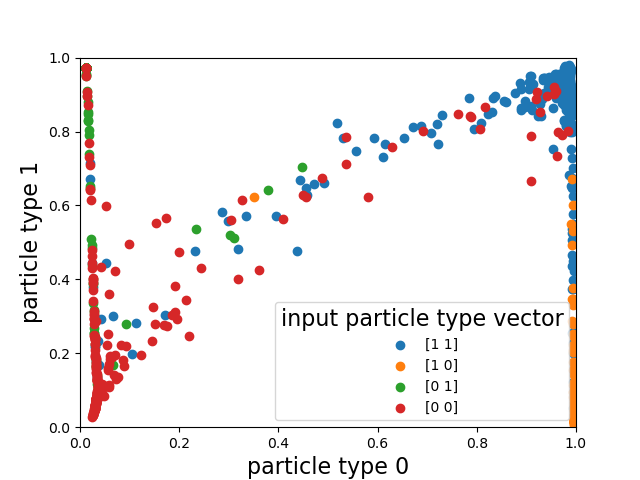 1.0
0.8
0.6
0.4
0.2
0.0
particle type 1
input particle type vector
[1 1]
[1 0]
[0 1]
[0 0]
0.0 0.2 0.4 0.6 0.8 1.0
particle type 0